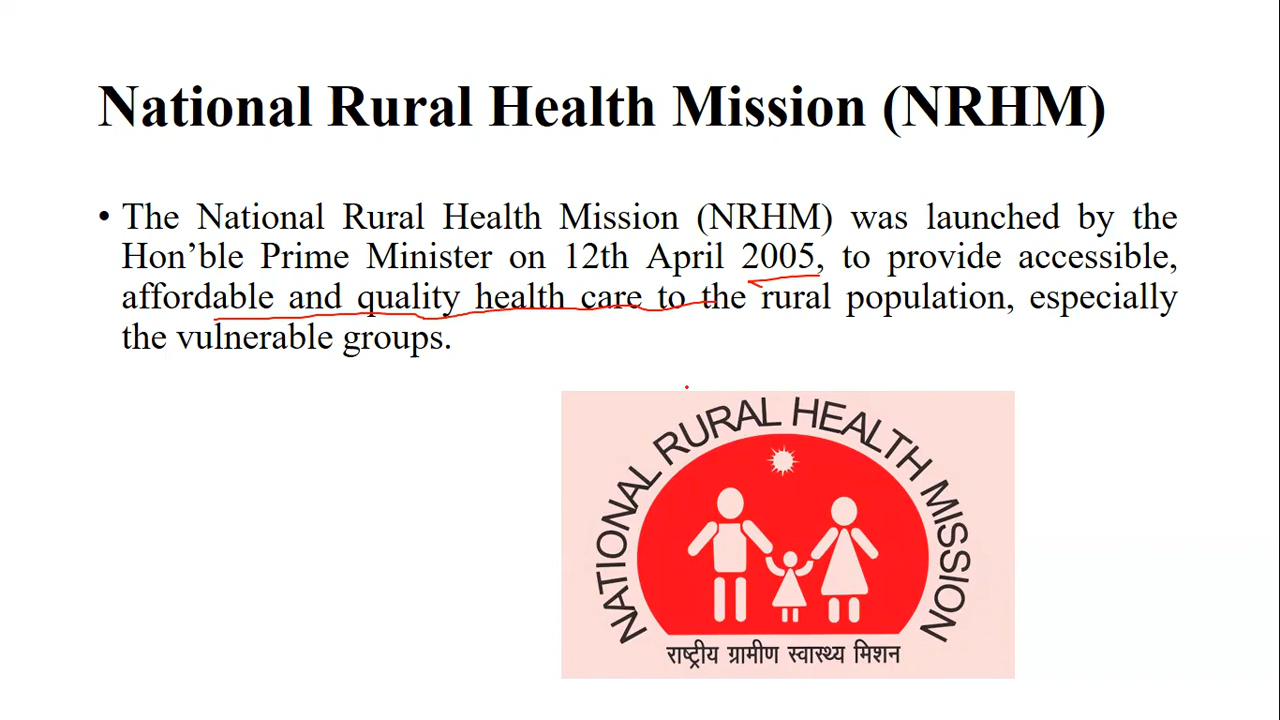 National Rural Health Mission (NRHM)
• The National Rural Health Mission (NRHM) was launched by the
Hon’ble Prime Minister on 12th April 2005, to provide accessible,
affordable and quality health care to the rural population, especially
the vulnerable groups.
NATIONAL RURAL HEALTH MISSION
राष्ट्रीय ग्रामीण स्वास्थ्य मिशन